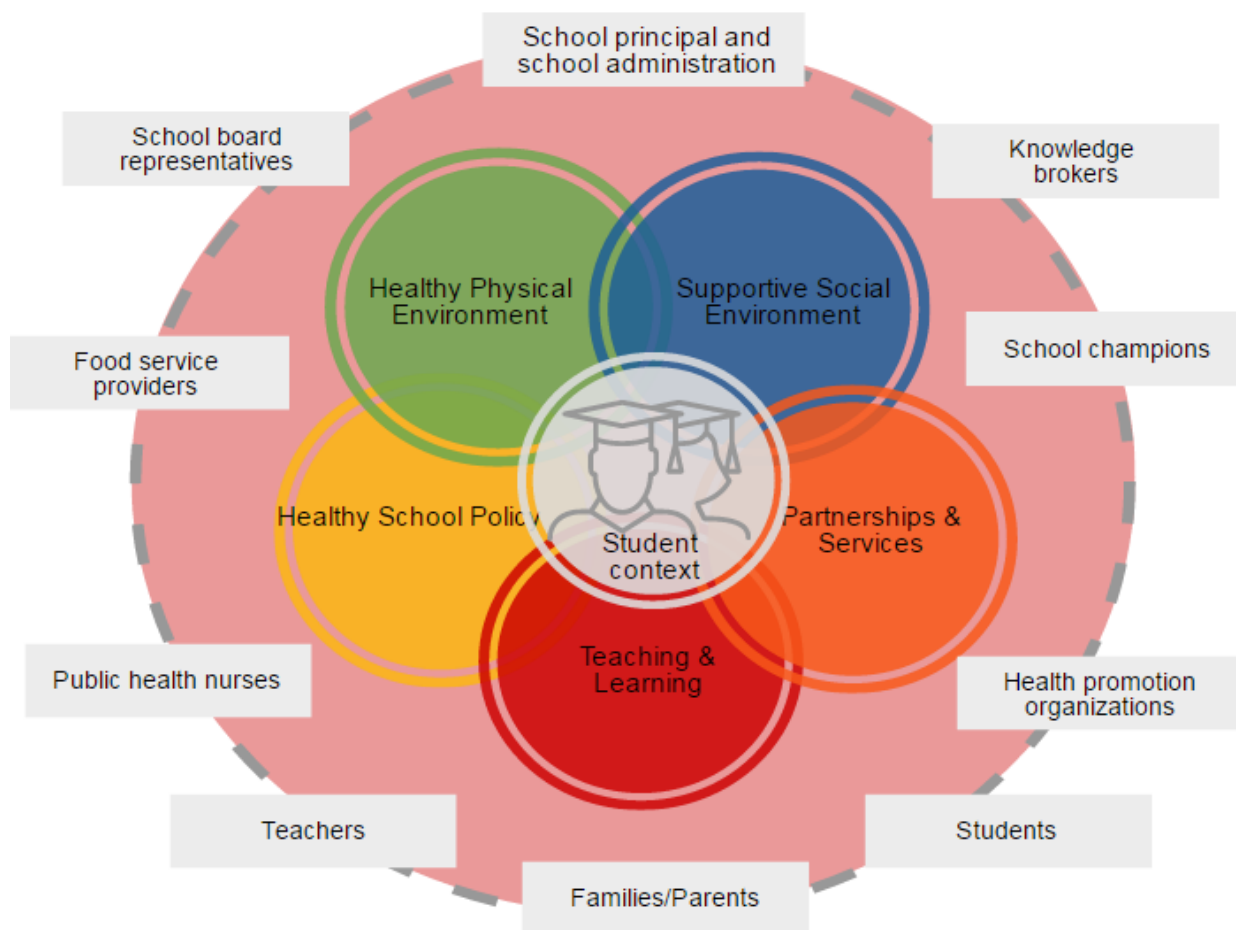 School principal and
school administration
School board
representatives
Knowledge
brokers
Healthy Physical
Environment
Supportive Social
Environment
School champions
Food service
providers
Healthy School Policy
Partnerships &
Services
Student
context
Teaching &
Learning
Public health nurses
Health promotion
organizations
Teachers
Students
Families/Parents